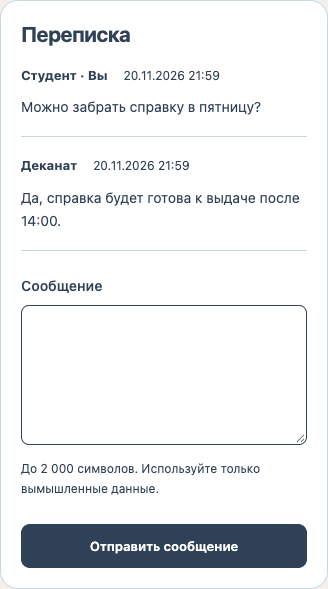 Переписка
Студент · Вы 20.11.2026 21:59
Можно забрать справку в пятницу?
Деканат 20.11.2026 21:59
Да, справка будет готова к выдаче после
14:00.
Сообщение
До 2 000 символов. Используйте только
вымышленные данные.
Отправить сообщение